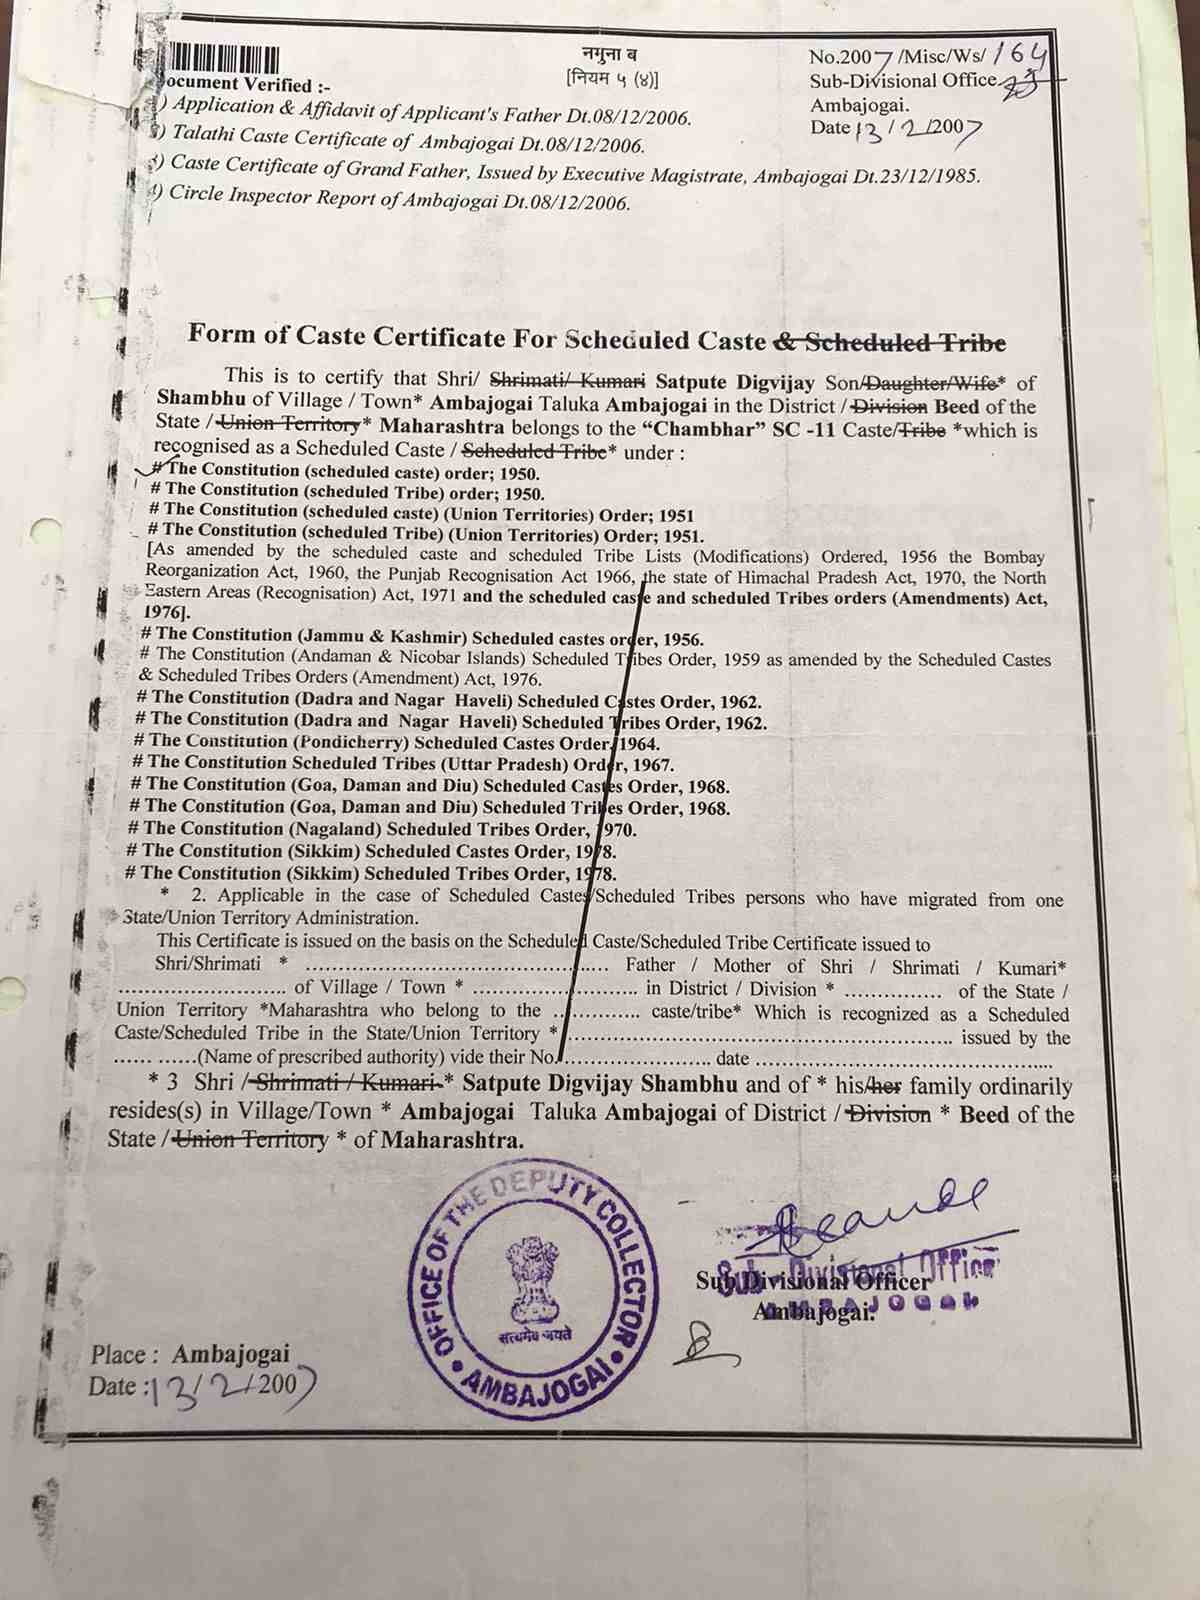 नमुना ब
[नियम ५ (४)]
No.2007/Misc/Ws/164
Sub-Divisional Office
Ambajogai.
Date 13/2/2007
ocument Verified :-
) Application & Affidavit of Applicant's Father Dt.08/12/2006.
) Talathi Caste Certificate of Ambajogai Dt.08/12/2006.
3) Caste Certificate of Grand Father, Issued by Executive Magistrate, Ambajogai Dt.23/12/1985.
4) Circle Inspector Report of Ambajogai Dt.08/12/2006.
Form of Caste Certificate For Scheduled Caste & Scheduled Tribe
This is to certify that Shri/ Shrimati/ Kumari Satpute Digvijay Son/Daughter/Wife* of
Shambhu of Village / Town* Ambajogai Taluka Ambajogai in the District / Division Beed of the
State / Union Territory* Maharashtra belongs to the “Chambhar” SC -11 Caste/Tribe *which is
recognised as a Scheduled Caste / Scheduled Tribe* under :
# The Constitution (scheduled caste) order; 1950.
# The Constitution (scheduled Tribe) order; 1950.
# The Constitution (scheduled caste) (Union Territories) Order; 1951
# The Constitution (scheduled Tribe) (Union Territories) Order; 1951.
[As amended by the scheduled caste and scheduled Tribe Lists (Modifications) Ordered, 1956 the Bombay
Reorganization Act, 1960, the Punjab Recognisation Act 1966, the state of Himachal Pradesh Act, 1970, the North
Eastern Areas (Recognisation) Act, 1971 and the scheduled caste and scheduled Tribes orders (Amendments) Act,
1976].
# The Constitution (Jammu & Kashmir) Scheduled castes order, 1956.
# The Constitution (Andaman & Nicobar Islands) Scheduled Tribes Order, 1959 as amended by the Scheduled Castes
& Scheduled Tribes Orders (Amendment) Act, 1976.
# The Constitution (Dadra and Nagar Haveli) Scheduled Castes Order, 1962.
# The Constitution (Dadra and Nagar Haveli) Scheduled Tribes Order, 1962.
# The Constitution (Pondicherry) Scheduled Castes Order, 1964.
# The Constitution Scheduled Tribes (Uttar Pradesh) Order, 1967.
# The Constitution (Goa, Daman and Diu) Scheduled Castes Order, 1968.
# The Constitution (Goa, Daman and Diu) Scheduled Tribes Order, 1968.
# The Constitution (Nagaland) Scheduled Tribes Order, 1970.
# The Constitution (Sikkim) Scheduled Castes Order, 1978.
# The Constitution (Sikkim) Scheduled Tribes Order, 1978.
* 2. Applicable in the case of Scheduled Castes/Scheduled Tribes persons who have migrated from one
State/Union Territory Administration.
This Certificate is issued on the basis on the Scheduled Caste/Scheduled Tribe Certificate issued to
Shri/Shrimati * ................................................ Father / Mother of Shri / Shrimati / Kumari*
........................... of Village / Town * .......................... in District / Division * ................ of the State /
Union Territory *Maharashtra who belong to the .............. caste/tribe* Which is recognized as a Scheduled
Caste/Scheduled Tribe in the State/Union Territory *............................................................... issued by the
...... ......(Name of prescribed authority) vide their No......................... date ................................................
* 3 Shri / Shrimati / Kumari * Satpute Digvijay Shambhu and of * his/her family ordinarily
resides(s) in Village/Town * Ambajogai Taluka Ambajogai of District / Division * Beed of the
State / Union Territory * of Maharashtra.
OFFICE OF THE DEPUTY COLLECTOR
AMBAJOGAI
सत्यमेव जयते
Sub Divisional Officer
Ambajogai.
Sub - Divisional Office
AMBAJOGAI
Place : Ambajogai
Date :13/2/2007